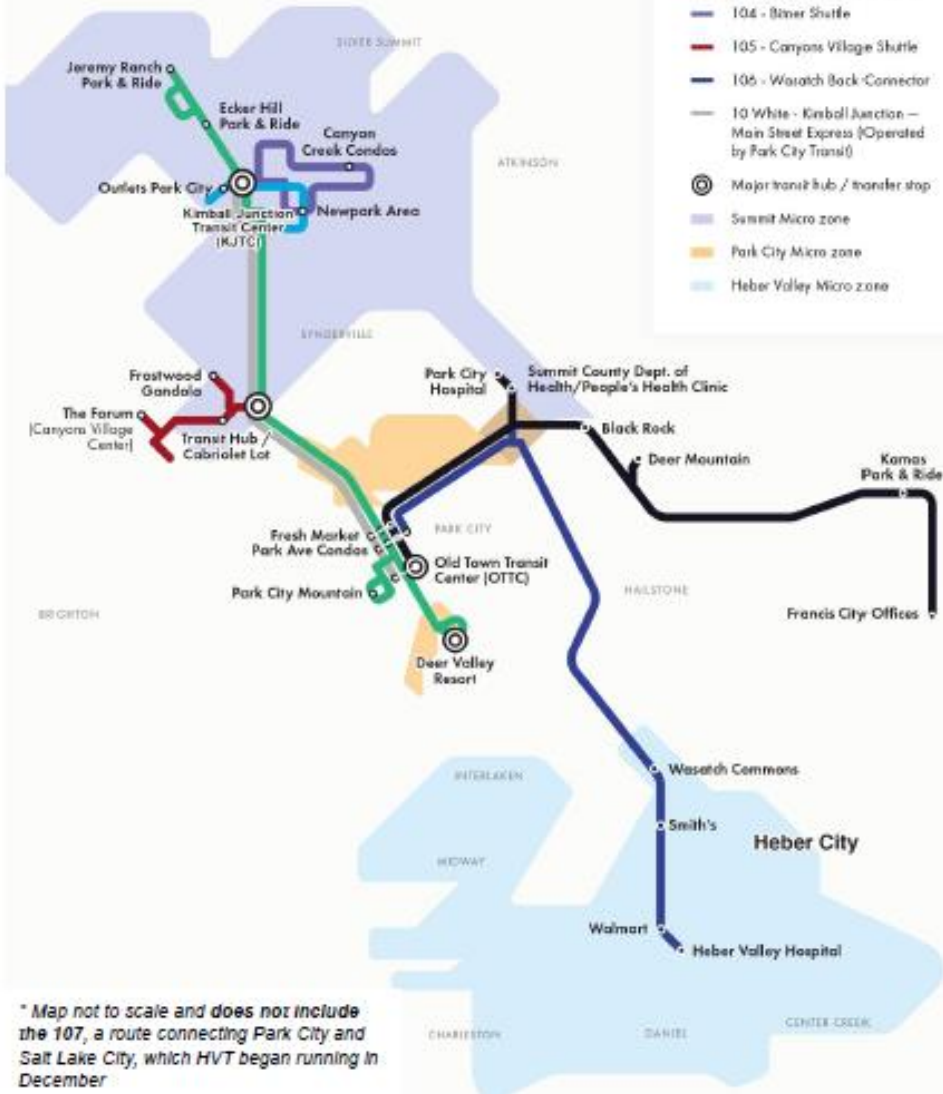 104 - Bitner Shuttle
105 - Canyons Village Shuttle
106 - Wasatch Back Connector
10 White - Kimball Junction —
Main Street Express (Operated
by Park City Transit)
Major transit hub / transfer stop
Summit Micro zone
Park City Micro zone
Heber Valley Micro zone
SILVER SUMMIT
Jeremy Ranch
Park & Ride
Ecker Hill
Park & Ride
Canyon
Creek Condos
ATKINSON
Outlets Park City
Kimball Junction
Transit Center
(KJTC)
Newpark Area
SYNDERVILLE
Frostwood
Gondola
The Forum
(Canyons Village
Center)
Transit Hub /
Cabriolet Lot
Park City
Hospital
Summit County Dept. of
Health/People's Health Clinic
Black Rock
Deer Mountain
Kamas
Park & Ride
Fresh Market
Park Ave Condos
PARK CITY
Old Town Transit
Center (OTTC)
Park City Mountain
HAILSTONE
BRIGHTON
Francis City Offices
Deer Valley
Resort
Wasatch Commons
INTERLAKEN
Smith's
Heber City
MIDWAY
Walmart
Heber Valley Hospital
CHARLESTON
DANIEL
CENTER CREEK
* Map not to scale and does not include
the 107, a route connecting Park City and
Salt Lake City, which HVT began running in
December